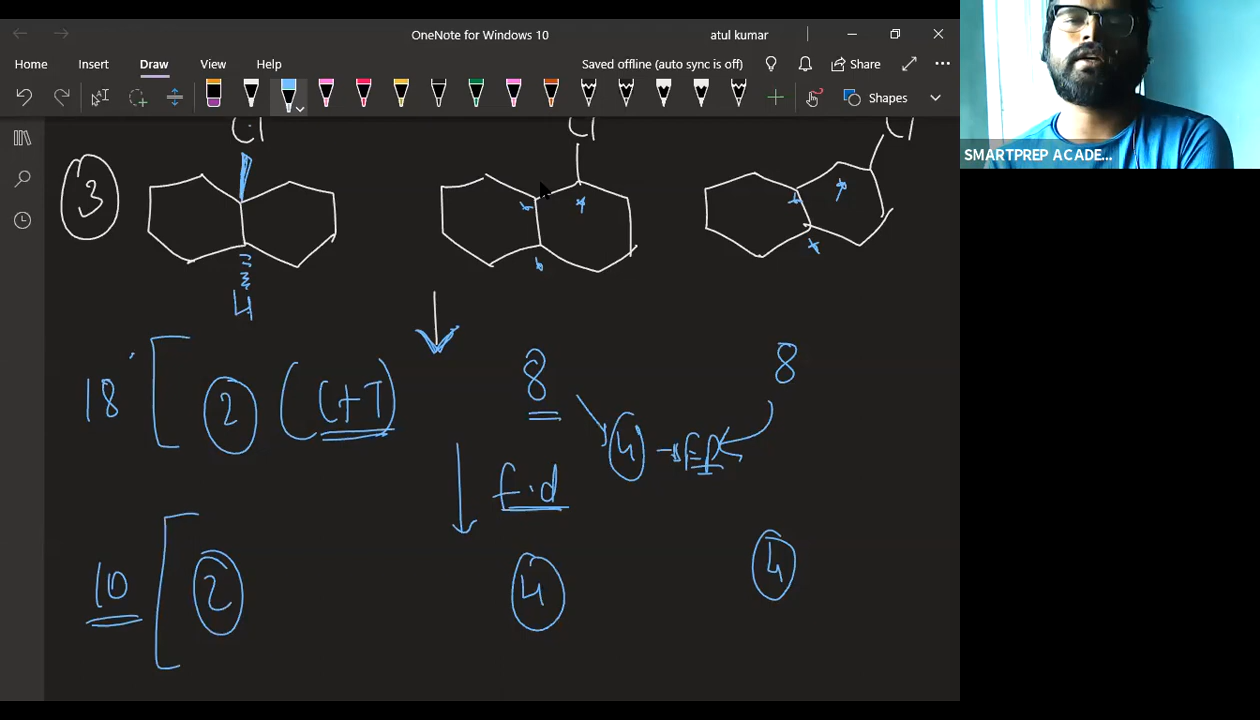 OneNote for Windows 10
atul kumar
Home Insert Draw View Help
Saved offline (auto sync is off)
Share
Shapes
SMARTPREP ACADE...
Cl Cl Cl
3
H
18 2 (C+T) 8 8
4
f.d
10 2 4 4